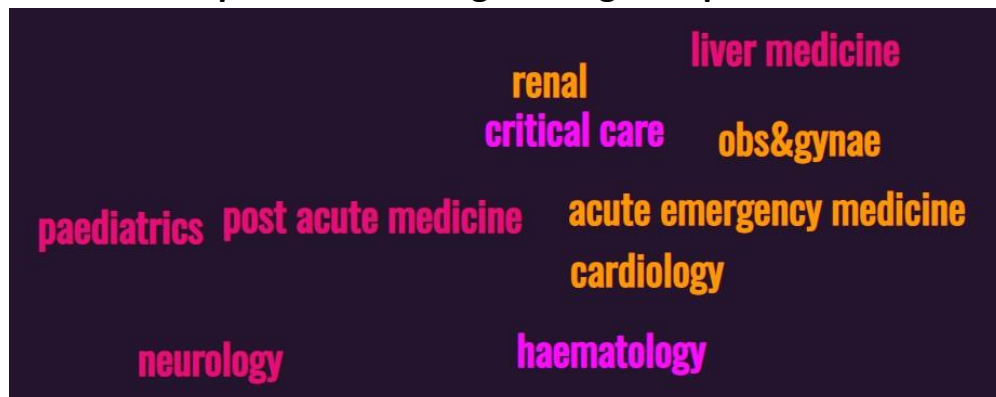 liver medicine
renal
critical care
obs&gynae
paediatrics
post acute medicine
acute emergency medicine
cardiology
neurology
haematology